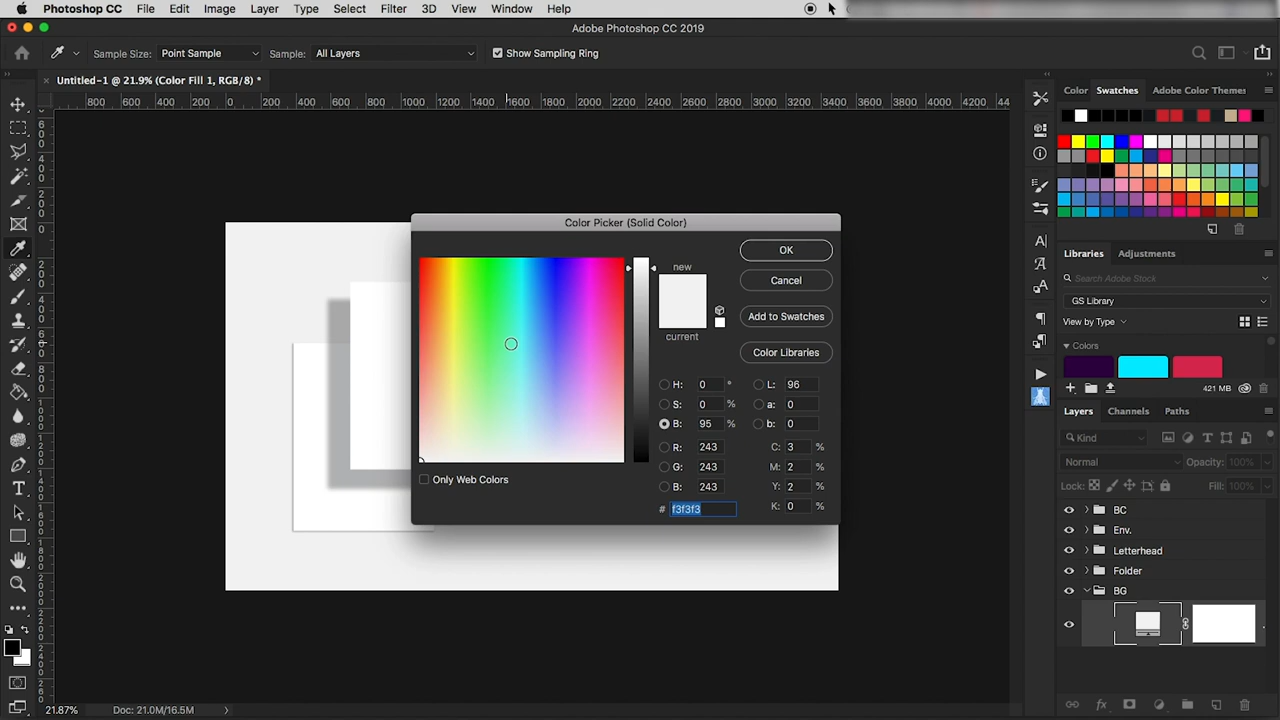 Photoshop CC File Edit Image Layer Type Select Filter 3D View Window Help
Adobe Photoshop CC 2019
Sample Size: Point Sample Sample: All Layers Show Sampling Ring
Untitled-1 @ 21.9% (Color Fill 1, RGB/8) *
800 600 400 200 0 200 400 600 800 1000 1200 1400 1600 1800 2000 2200 2400 2600 2800 3000 3200 3400 3600 3800 4000 4200 44
Color Swatches Adobe Color Themes
Color Picker (Solid Color)
new
current
OK
Cancel
Add to Swatches
Color Libraries
H: 0 ° L: 96
S: 0 % a: 0
B: 95 % b: 0
R: 243 C: 3 %
G: 243 M: 2 %
B: 243 Y: 2 %
# f3f3f3 K: 0 %
Only Web Colors
Libraries Adjustments
Search Adobe Stock
GS Library
View by Type
Colors
421 MB
Layers Channels Paths
Kind
Normal Opacity: 100%
Lock: Fill: 100%
BC
Env.
Letterhead
Folder
BG
21.87% Doc: 21.0M/16.5M